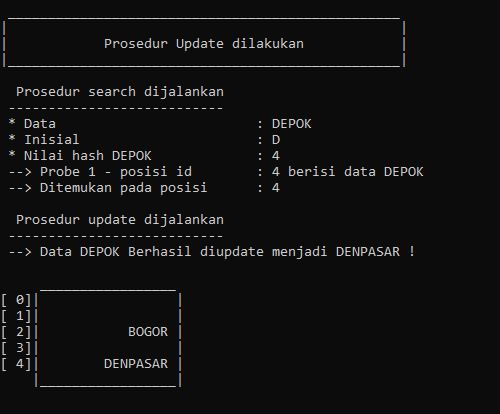 Prosedur Update dilakukan
Prosedur search dijalankan
---------------------------
* Data : DEPOK
* Inisial : D
* Nilai hash DEPOK : 4
--> Probe 1 - posisi id : 4 berisi data DEPOK
--> Ditemukan pada posisi : 4
Prosedur update dijalankan
---------------------------
--> Data DEPOK Berhasil diupdate menjadi DENPASAR !
[ 0]| |
[ 1]| |
[ 2]| BOGOR |
[ 3]| |
[ 4]| DENPASAR |